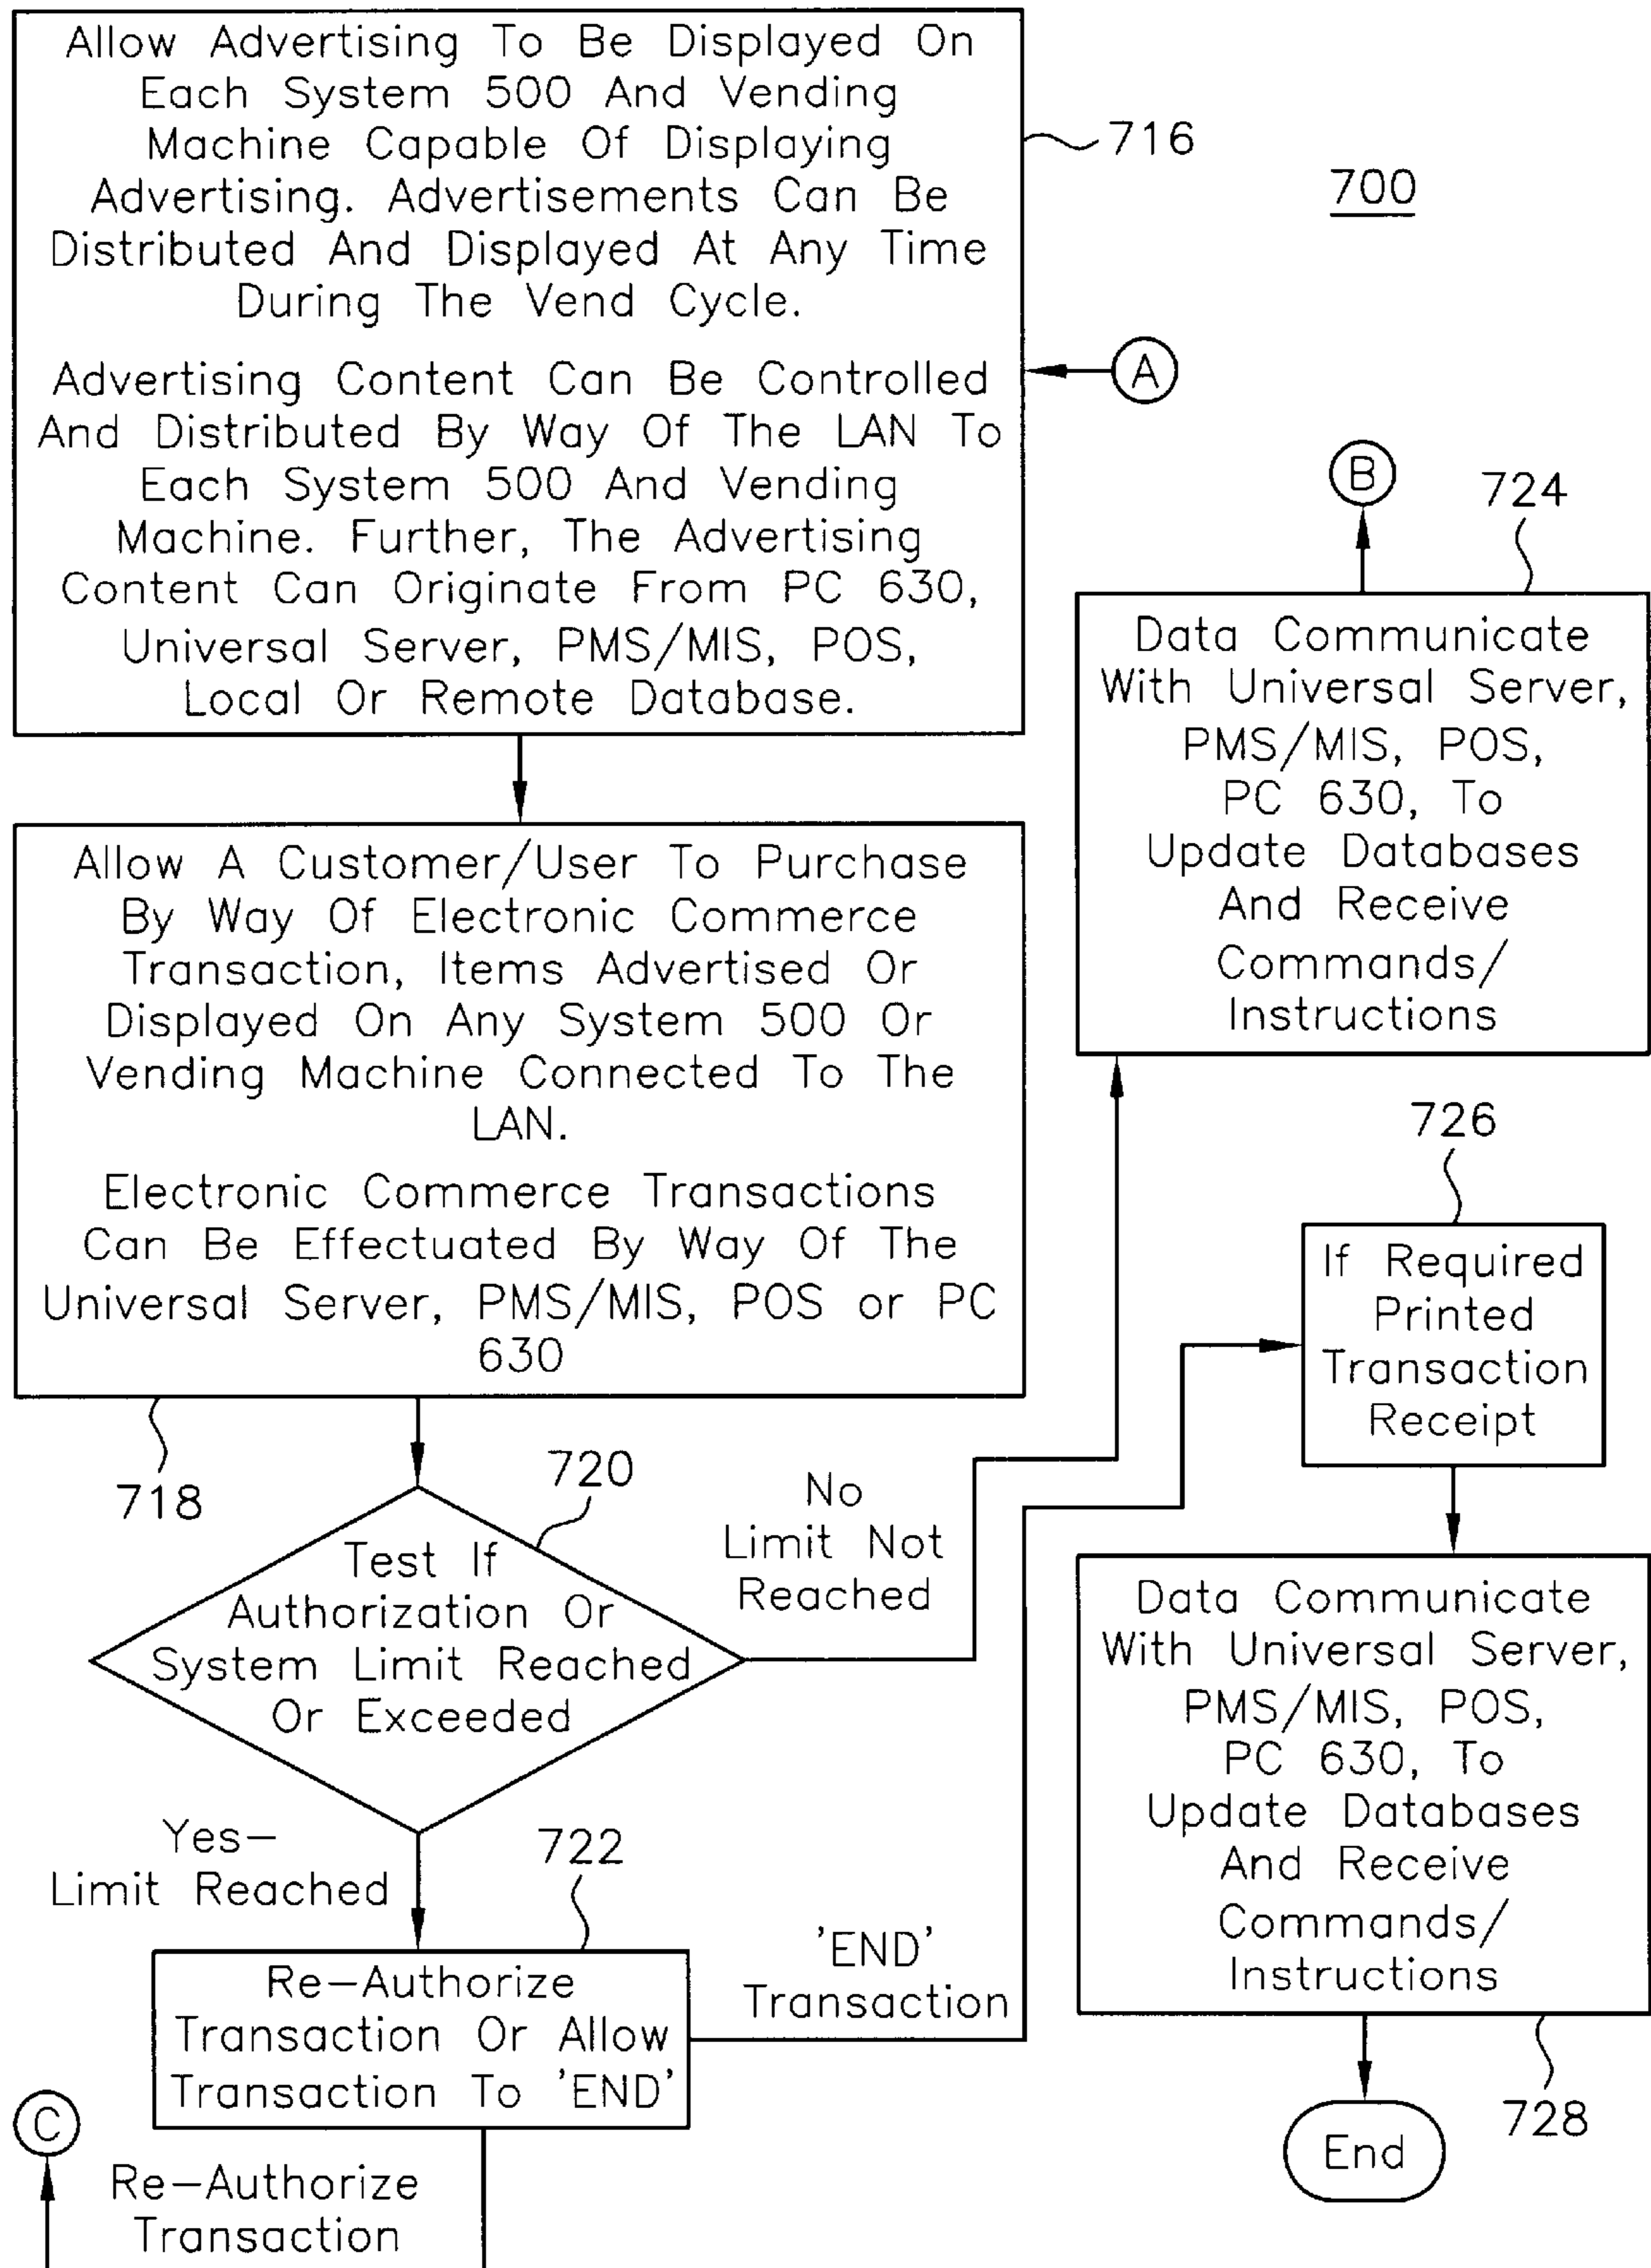 Allow Advertising To Be Displayed On
Each System 500 And Vending
Machine Capable Of Displaying
Advertising. Advertisements Can Be
Distributed And Displayed At Any Time
During The Vend Cycle.
Advertising Content Can Be Controlled
And Distributed By Way Of The LAN To
Each System 500 And Vending
Machine. Further, The Advertising
Content Can Originate From PC 630,
Universal Server, PMS/MIS, POS,
Local Or Remote Database.
716
700
A
Allow A Customer/User To Purchase
By Way Of Electronic Commerce
Transaction, Items Advertised Or
Displayed On Any System 500 Or
Vending Machine Connected To The
LAN.
Electronic Commerce Transactions
Can Be Effectuated By Way Of The
Universal Server, PMS/MIS, POS or PC
630
718
720
Test If
Authorization Or
System Limit Reached
Or Exceeded
No
Limit Not
Reached
Yes–
Limit Reached
722
Re–Authorize
Transaction Or Allow
Transaction To 'END'
'END'
Transaction
C
Re–Authorize
Transaction
B
724
Data Communicate
With Universal Server,
PMS/MIS, POS,
PC 630, To
Update Databases
And Receive
Commands/
Instructions
726
If Required
Printed
Transaction
Receipt
Data Communicate
With Universal Server,
PMS/MIS, POS,
PC 630, To
Update Databases
And Receive
Commands/
Instructions
728
End